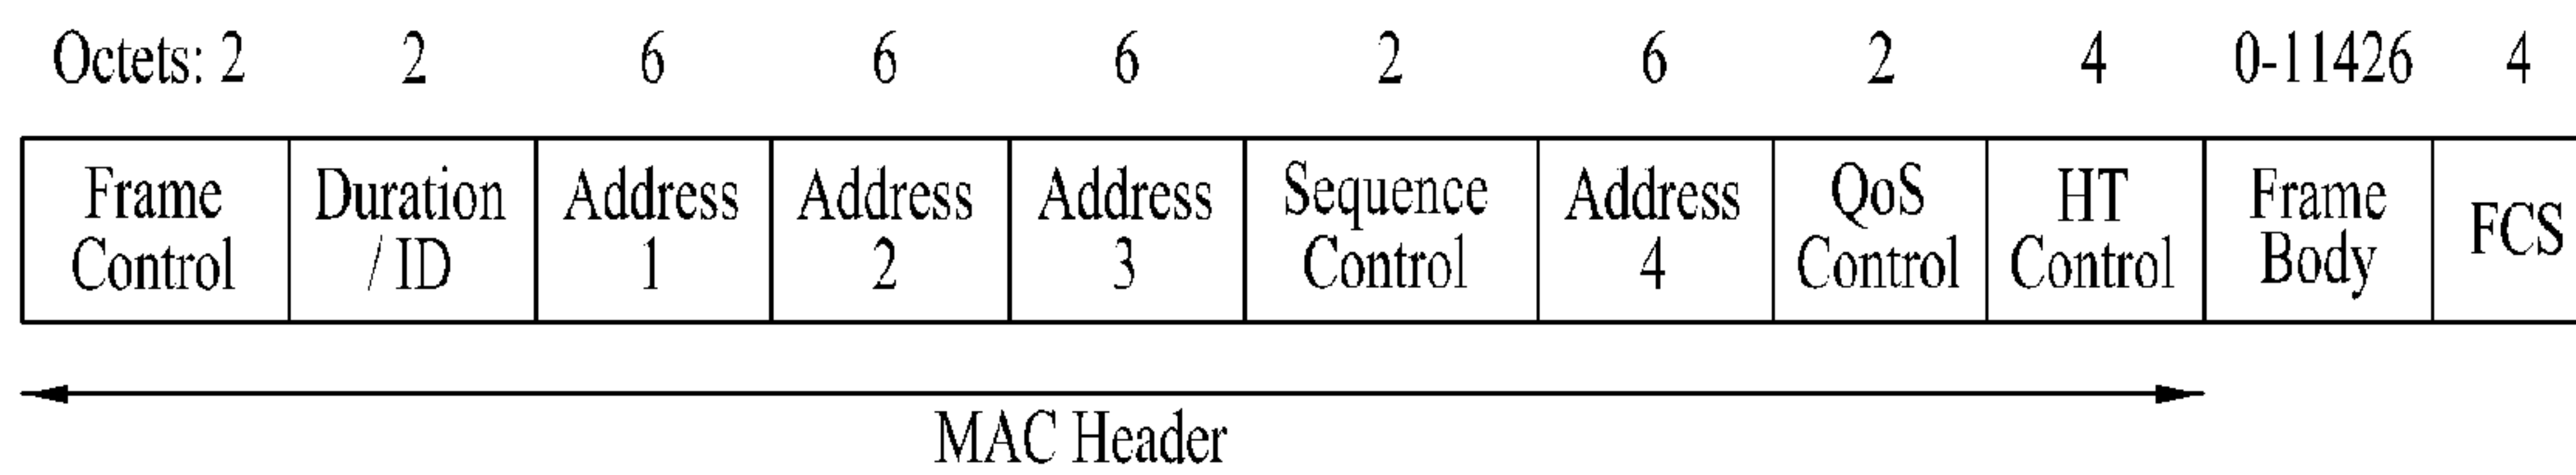 Octets: 2 2 6 6 6 2 6 2 4 0-11426 4
Frame Control
Duration / ID
Address 1
Address 2
Address 3
Sequence Control
Address 4
QoS Control
HT Control
Frame Body
FCS
MAC Header